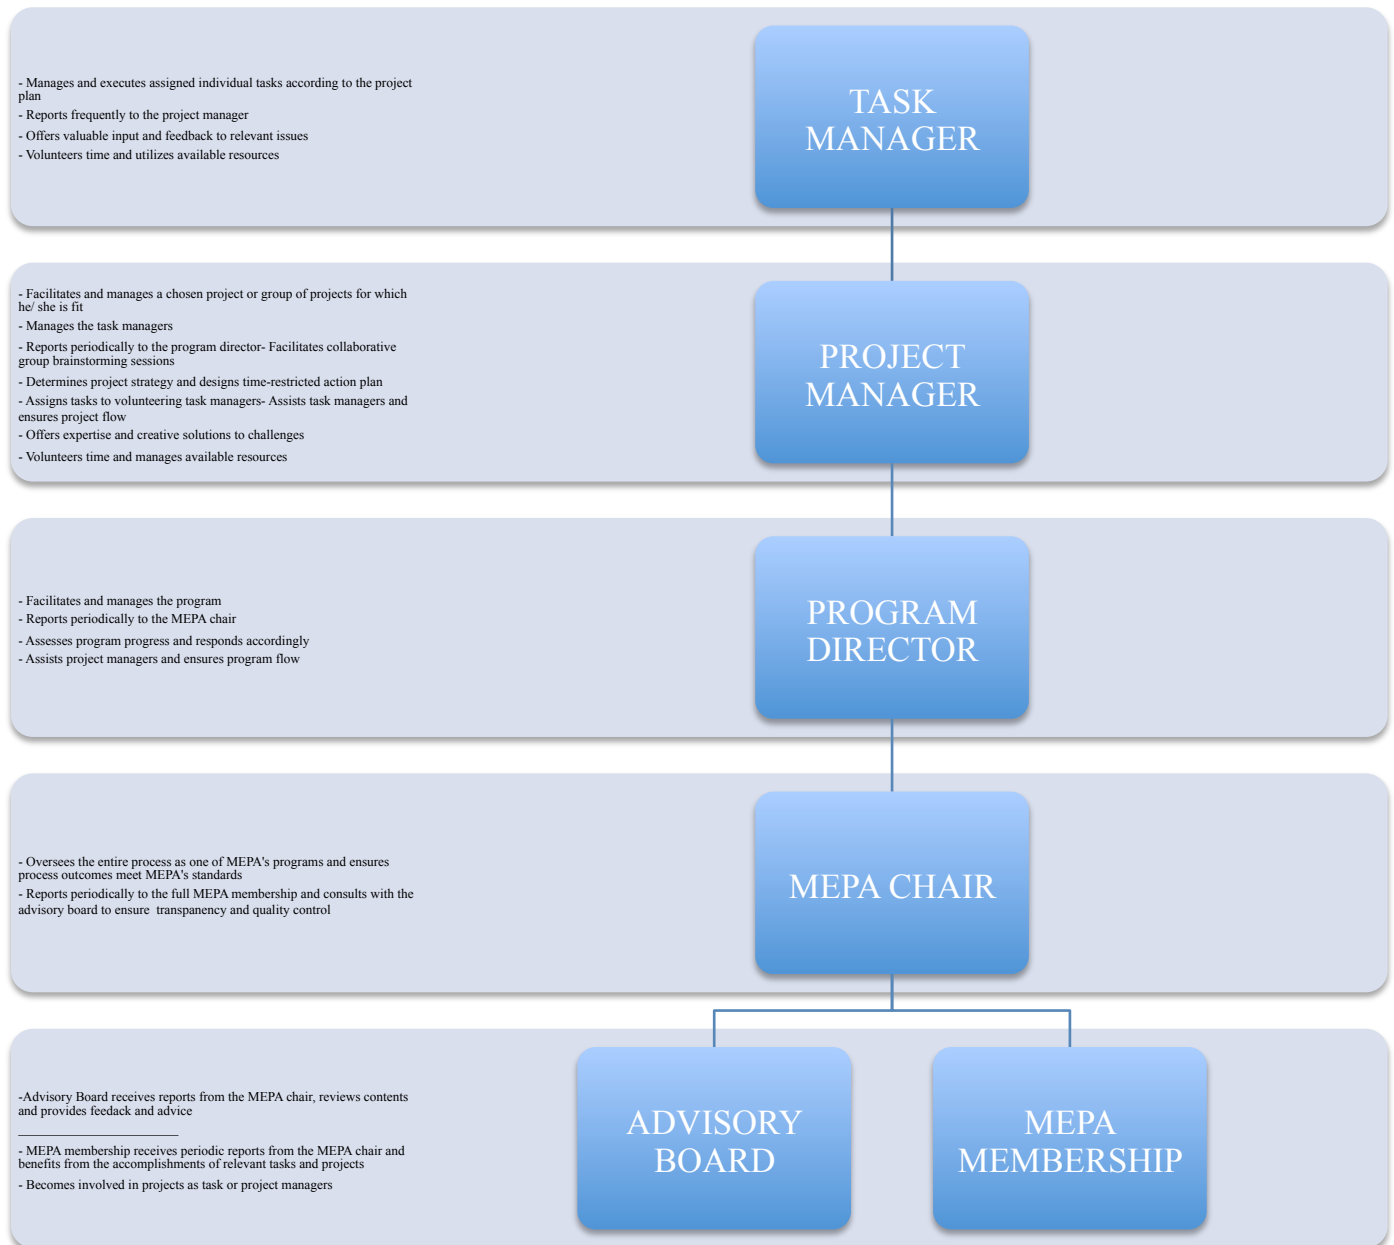 - Manages and executes assigned individual tasks according to the project
plan
- Reports frequently to the project manager
- Offers valuable input and feedback to relevant issues
- Volunteers time and utilizes available resources
TASK
MANAGER
- Facilitates and manages a chosen project or group of projects for which
he/ she is fit
- Manages the task managers
- Reports periodically to the program director- Facilitates collaborative
group brainstorming sessions
- Determines project strategy and designs time-restricted action plan
- Assigns tasks to volunteering task managers- Assists task managers and
ensures project flow
- Offers expertise and creative solutions to challenges
- Volunteers time and manages available resources
PROJECT
MANAGER
- Facilitates and manages the program
- Reports periodically to the MEPA chair
- Assesses program progress and responds accordingly
- Assists project managers and ensures program flow
PROGRAM
DIRECTOR
- Oversees the entire process as one of MEPA's programs and ensures
process outcomes meet MEPA's standards
- Reports periodically to the full MEPA membership and consults with the
advisory board to ensure  transpanency and quality control
MEPA CHAIR
-Advisory Board receives reports from the MEPA chair, reviews contents
and provides feedack and advice
- MEPA membership receives periodic reports from the MEPA chair and
benefits from the accomplishments of relevant tasks and projects
- Becomes involved in projects as task or project managers
ADVISORY
BOARD
MEPA
MEMBERSHIP